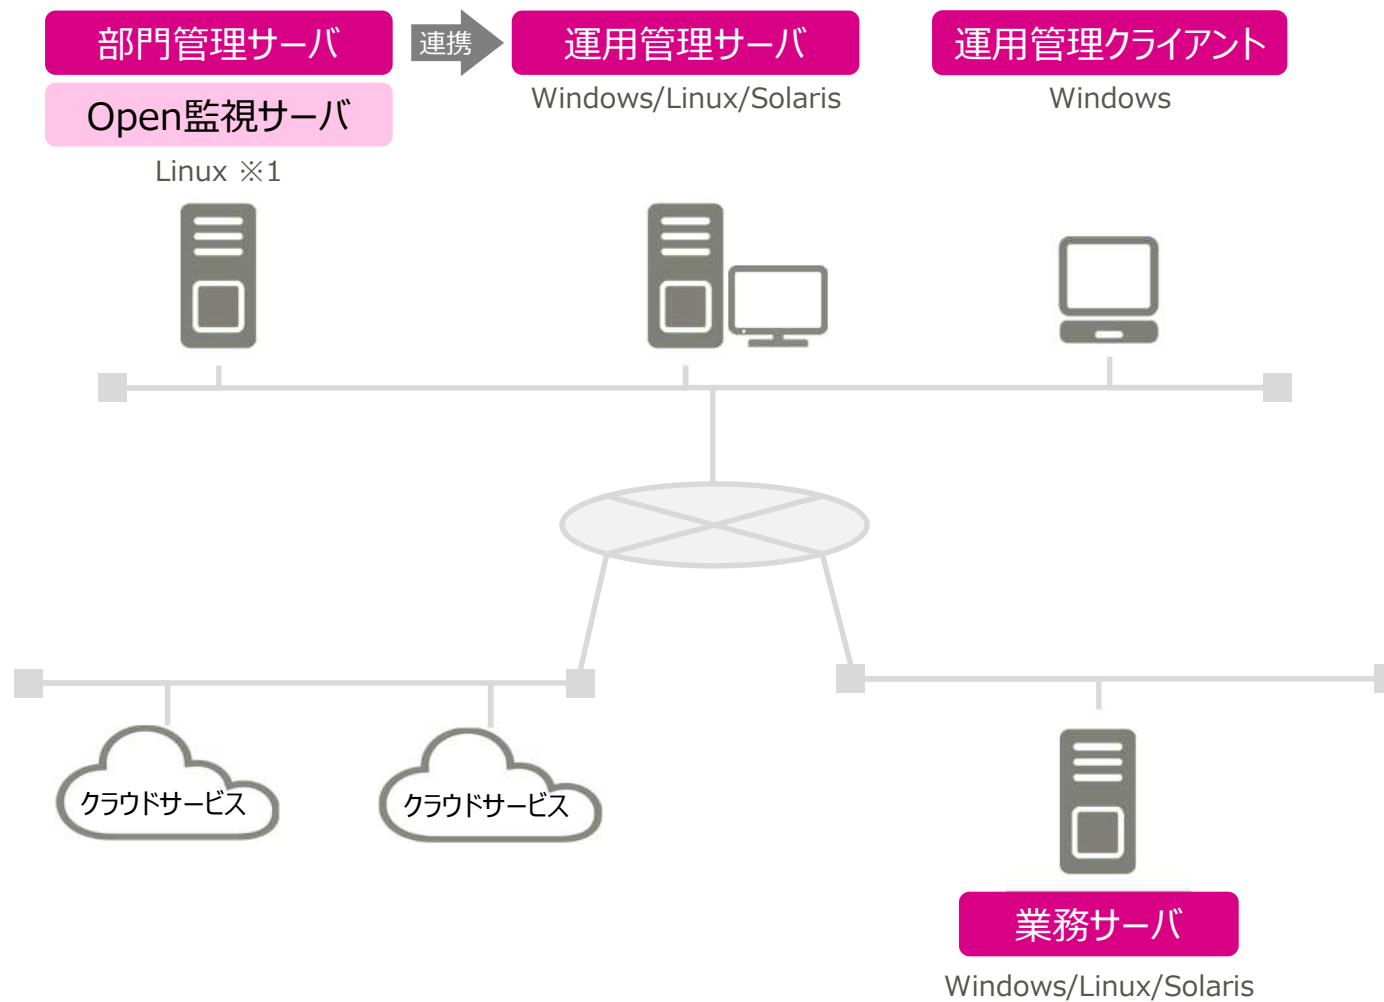 部門管理サーバ
連携
運用管理サーバ
運用管理クライアント
Open監視サーバ
Windows/Linux/Solaris
Windows
Linux ※1
クラウドサービス
クラウドサービス
業務サーバ
Windows/Linux/Solaris